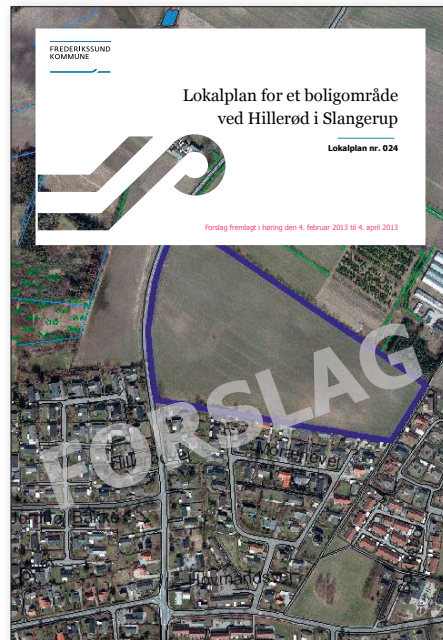 FREDERIKSSUND
KOMMUNE
Lokalplan for et boligområde
ved Hillerød i Slangerup
Lokalplan nr. 024
Forslag fremlagt i høring den 4. februar 2013 til 4. april 2013
FORSLAG